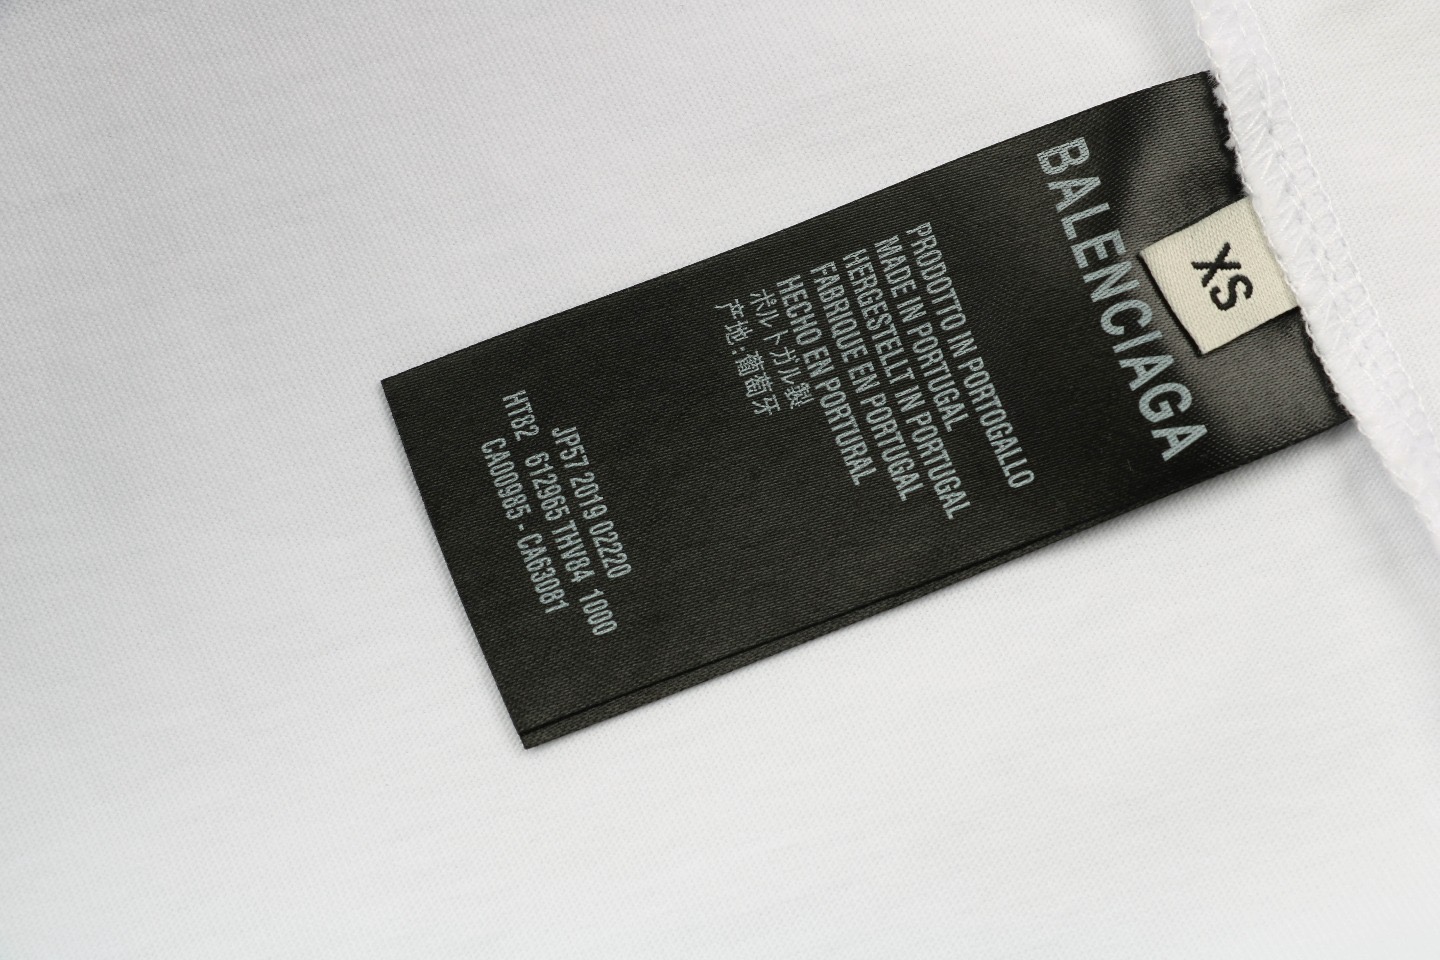 XS
BALENCIAGA
PRODOTTO IN PORTOGALLO
MADE IN PORTUGAL
HERGESTELLT IN PORTUGAL
FABRIQUE EN PORTUGAL
HECHO EN PORTURAL
ポルトガル製
产地:葡萄牙
JP57 2019 02220
HT82 612965 THV84 1000
CA00985 - CA63081